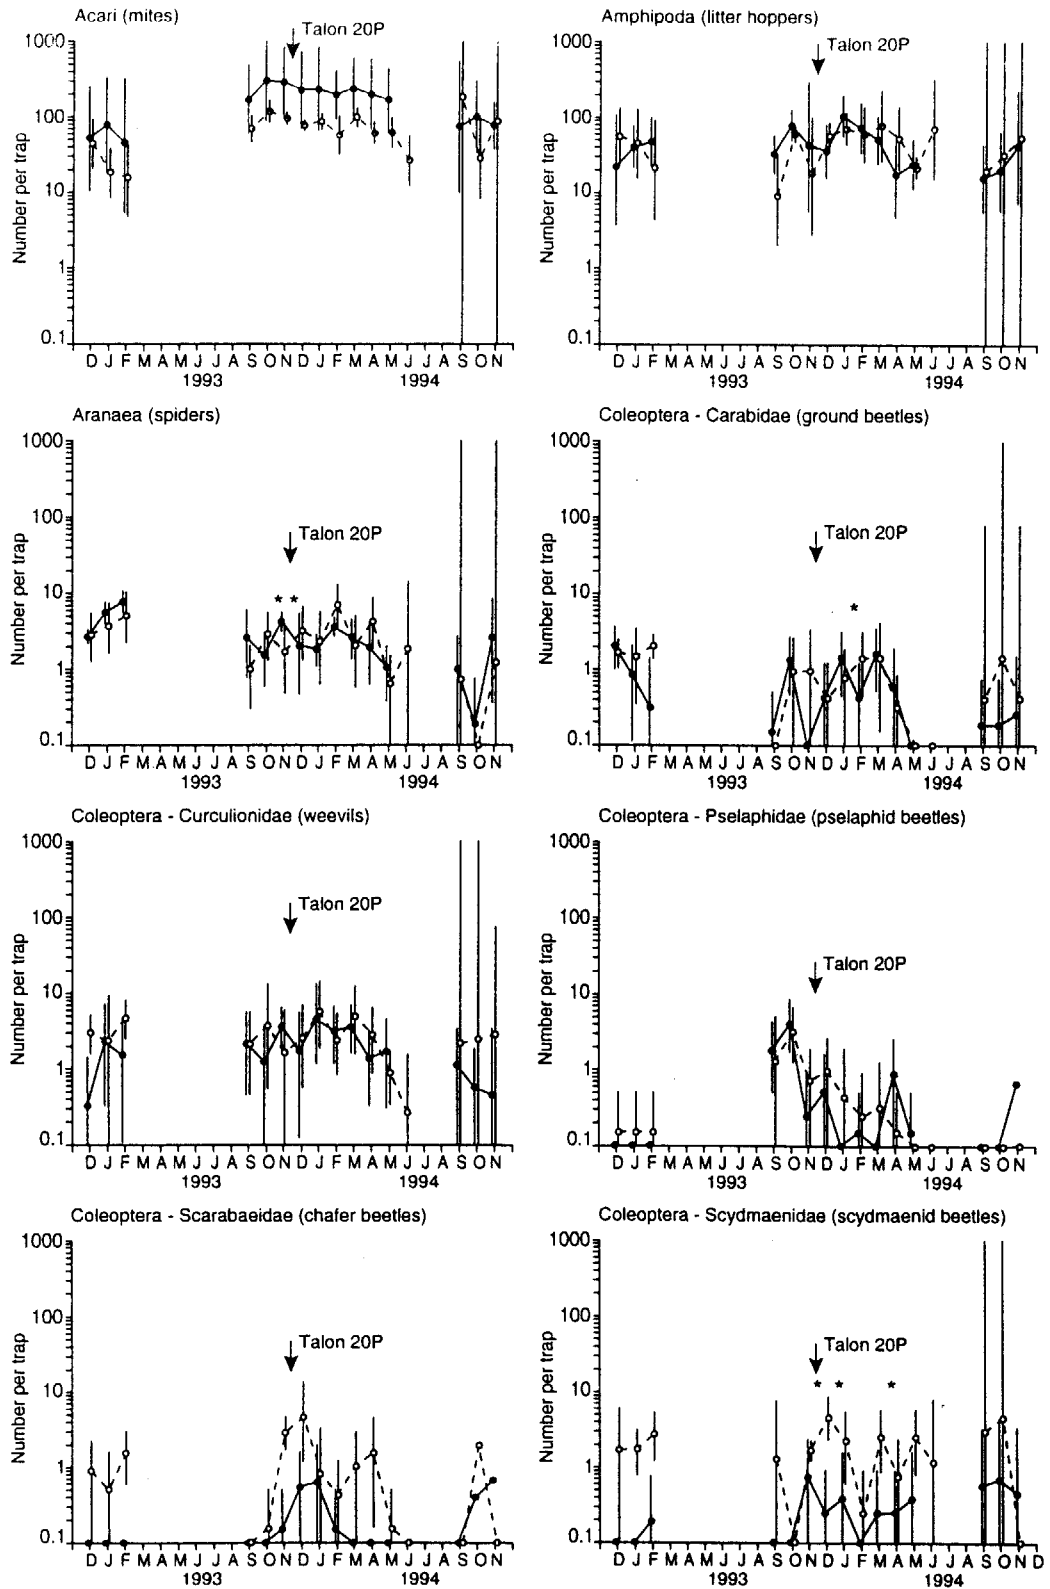 Acari (mites)
Talon 20P
1000
100
10
1
0.1
Number per trap
D J F M A M J J A S O N D J F M A M J J A S O N
1993
1994
Amphipoda (litter hoppers)
Talon 20P
1000
100
10
1
0.1
Number per trap
D J F M A M J J A S O N D J F M A M J J A S O N
1993
1994
Aranaea (spiders)
Talon 20P
* *
1000
100
10
1
0.1
Number per trap
D J F M A M J J A S O N D J F M A M J J A S O N
1993
1994
Coleoptera - Carabidae (ground beetles)
Talon 20P
*
1000
100
10
1
0.1
Number per trap
D J F M A M J J A S O N D J F M A M J J A S O N
1993
1994
Coleoptera - Curculionidae (weevils)
Talon 20P
1000
100
10
1
0.1
Number per trap
D J F M A M J J A S O N D J F M A M J J A S O N
1993
1994
Coleoptera - Pselaphidae (pselaphid beetles)
Talon 20P
1000
100
10
1
0.1
Number per trap
D J F M A M J J A S O N D J F M A M J J A S O N
1993
1994
Coleoptera - Scarabaeidae (chafer beetles)
Talon 20P
1000
100
10
1
0.1
Number per trap
D J F M A M J J A S O N D J F M A M J J A S O N
1993
1994
Coleoptera - Scydmaenidae (scydmaenid beetles)
Talon 20P
* * *
1000
100
10
1
0.1
Number per trap
D J F M A M J J A S O N D J F M A M J J A S O N D
1993
1994